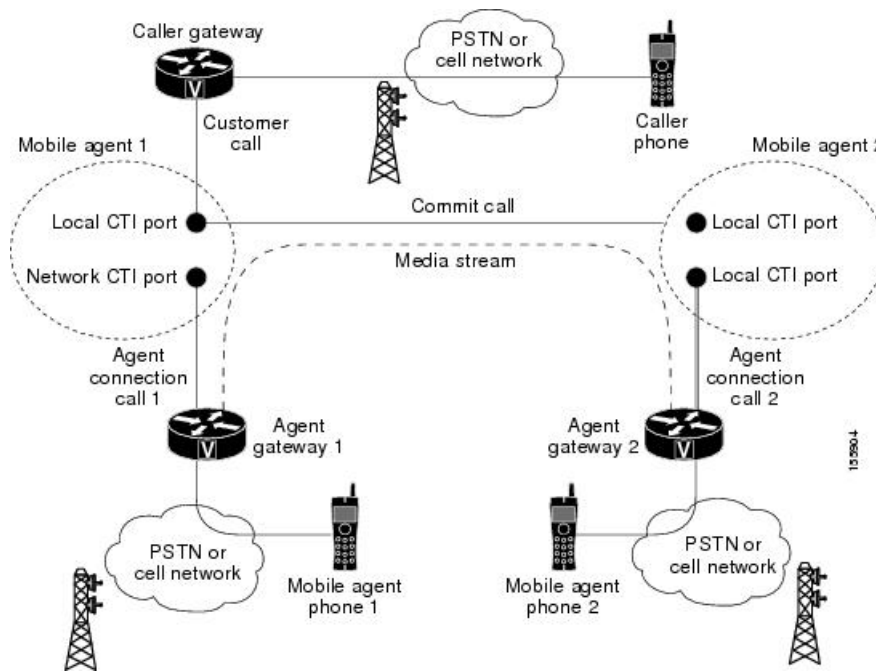 Caller gateway
PSTN or
cell network
V
Customer
call
Caller
phone
Mobile agent 1
Mobile agent 2
Local CTI port
Commit call
Local CTI port
Network CTI port
Media stream
Local CTI port
Agent
connection
call 1
Agent
connection
call 2
Agent
gateway 1
V
Agent
gateway 2
V
155904
PSTN or
cell network
Mobile agent
phone 1
Mobile agent
phone 2
PSTN or
cell network